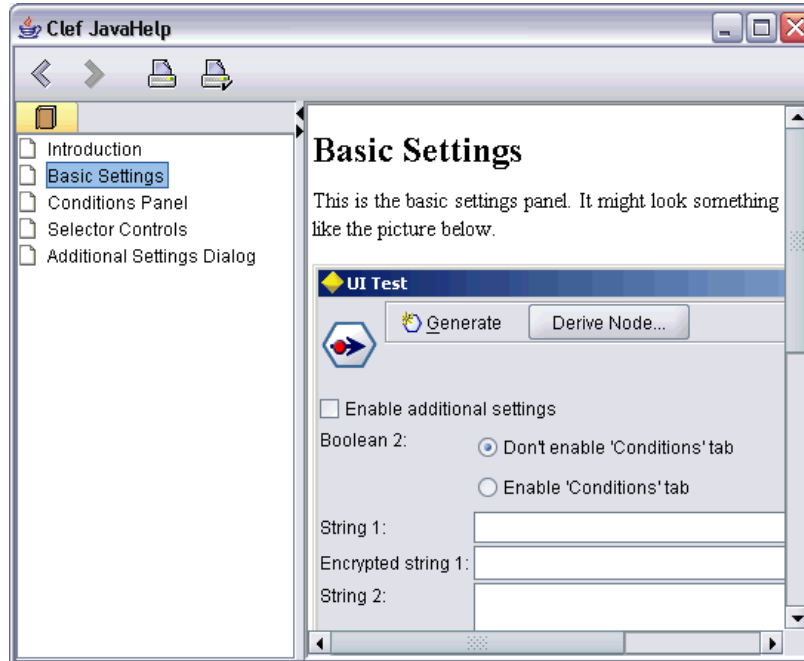 Clef JavaHelp
Introduction
Basic Settings
Conditions Panel
Selector Controls
Additional Settings Dialog
Basic Settings
This is the basic settings panel. It might look something
like the picture below.
UI Test
Generate
Derive Node...
Enable additional settings
Boolean 2:
Don't enable 'Conditions' tab
Enable 'Conditions' tab
String 1:
Encrypted string 1:
String 2: